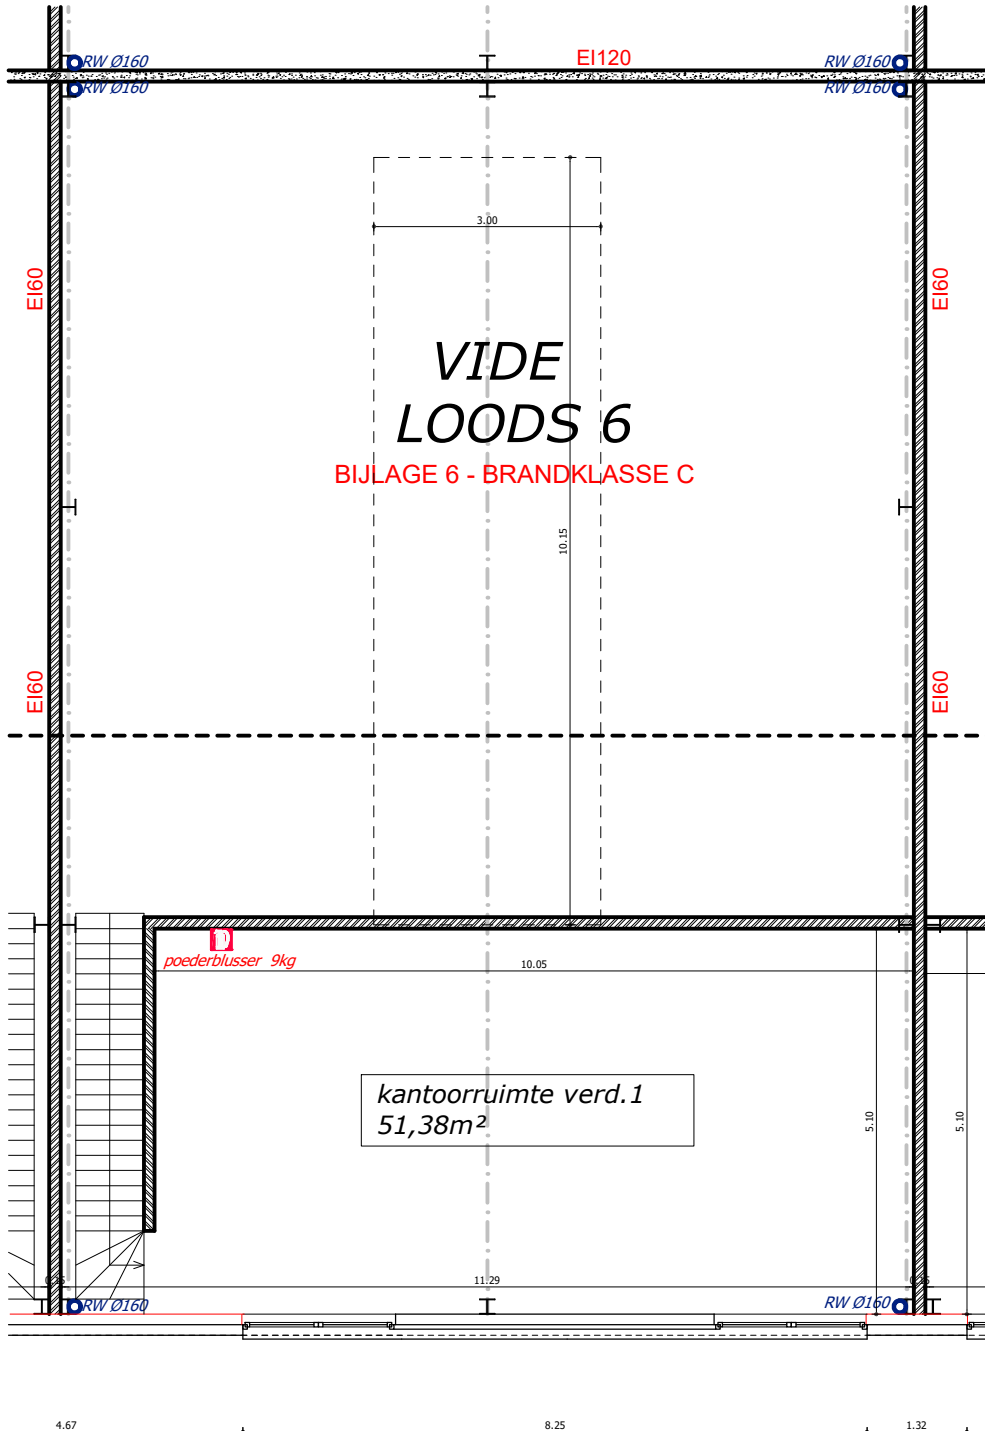 RW Ø160
EI120
RW Ø160
RW Ø160
RW Ø160
3.00
EI60
EI60
VIDE
LOODS 6
BIJLAGE 6 - BRANDKLASSE C
10.15
EI60
EI60
poederblusser 9kg
10.05
kantoorruimte verd.1
51,38m²
5.10
5.10
11.29
RW Ø160
RW Ø160
4.67
8.25
1.32